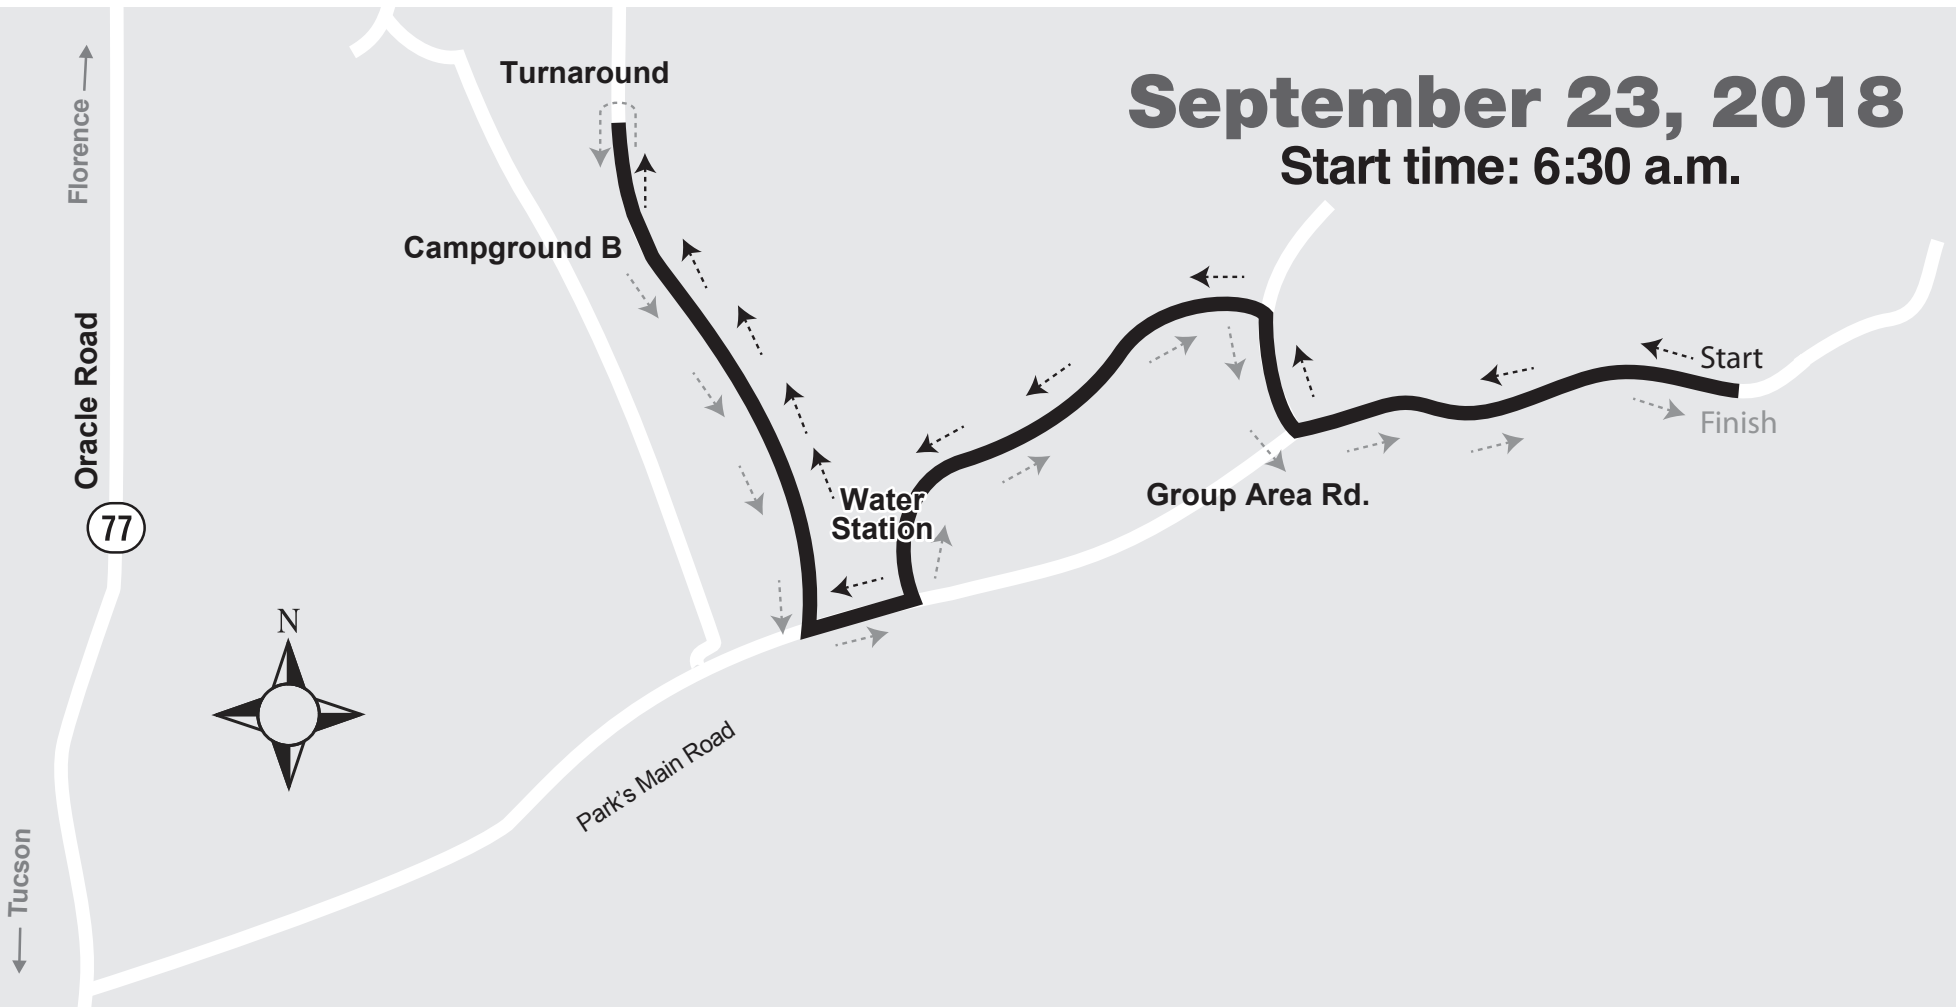 September 23, 2018
Start time: 6:30 a.m.
Turnaround
Florence
Campground B
Oracle Road
77
Start
Finish
Water
Station
Group Area Rd.
N
Park's Main Road
Tucson